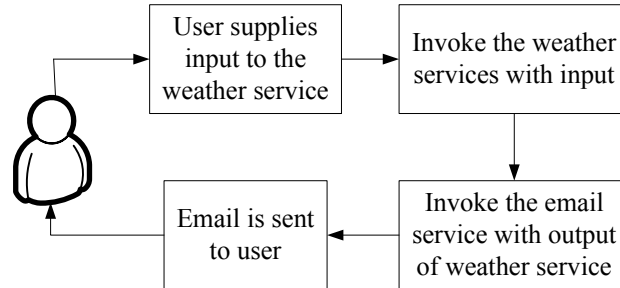 User supplies
input to the
weather service
Invoke the weather
services with input
Invoke the email
service with output
of weather service
Email is sent
to user